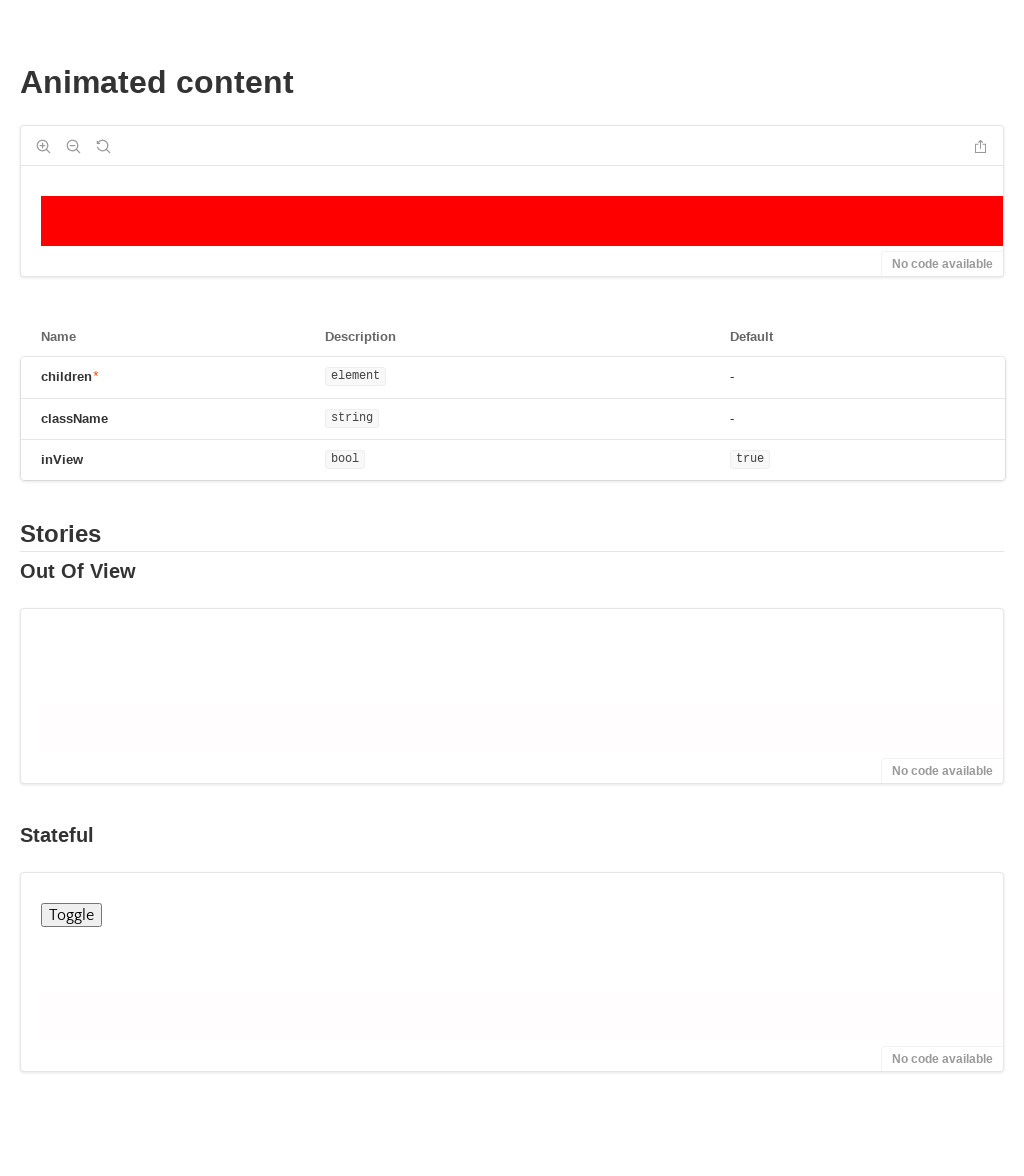 Animated content
No code available
Name Description Default
children* element -
className string -
inView bool true
Stories
Out Of View
No code available
Stateful
Toggle
No code available